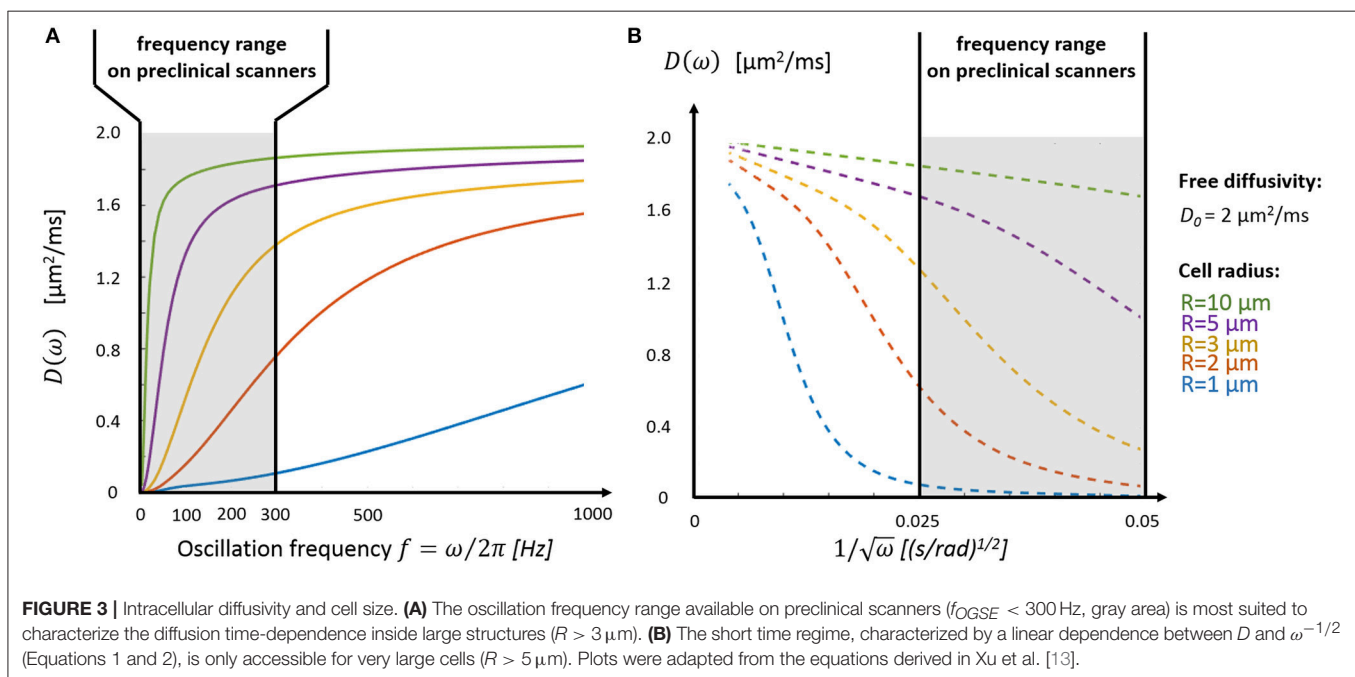 A
frequency range
on preclinical scanners
D(ω) [μm²/ms]
2.0
1.6
1.2
0.8
0.4
0
0 100 200 300 500 1000
Oscillation frequency f = ω/2π [Hz]
B
D(ω) [μm²/ms]
frequency range
on preclinical scanners
2.0
1.6
1.2
0.8
0.4
0
0 0.025 0.05
1/√ω [(s/rad)^1/2]
Free diffusivity:
D₀ = 2 μm²/ms
Cell radius:
R=10 μm
R=5 μm
R=3 μm
R=2 μm
R=1 μm
FIGURE 3 | Intracellular diffusivity and cell size. (A) The oscillation frequency range available on preclinical scanners (f_OGSE < 300 Hz, gray area) is most suited to
characterize the diffusion time-dependence inside large structures (R > 3 μm). (B) The short time regime, characterized by a linear dependence between D and ω^−1/2
(Equations 1 and 2), is only accessible for very large cells (R > 5 μm). Plots were adapted from the equations derived in Xu et al. [13].